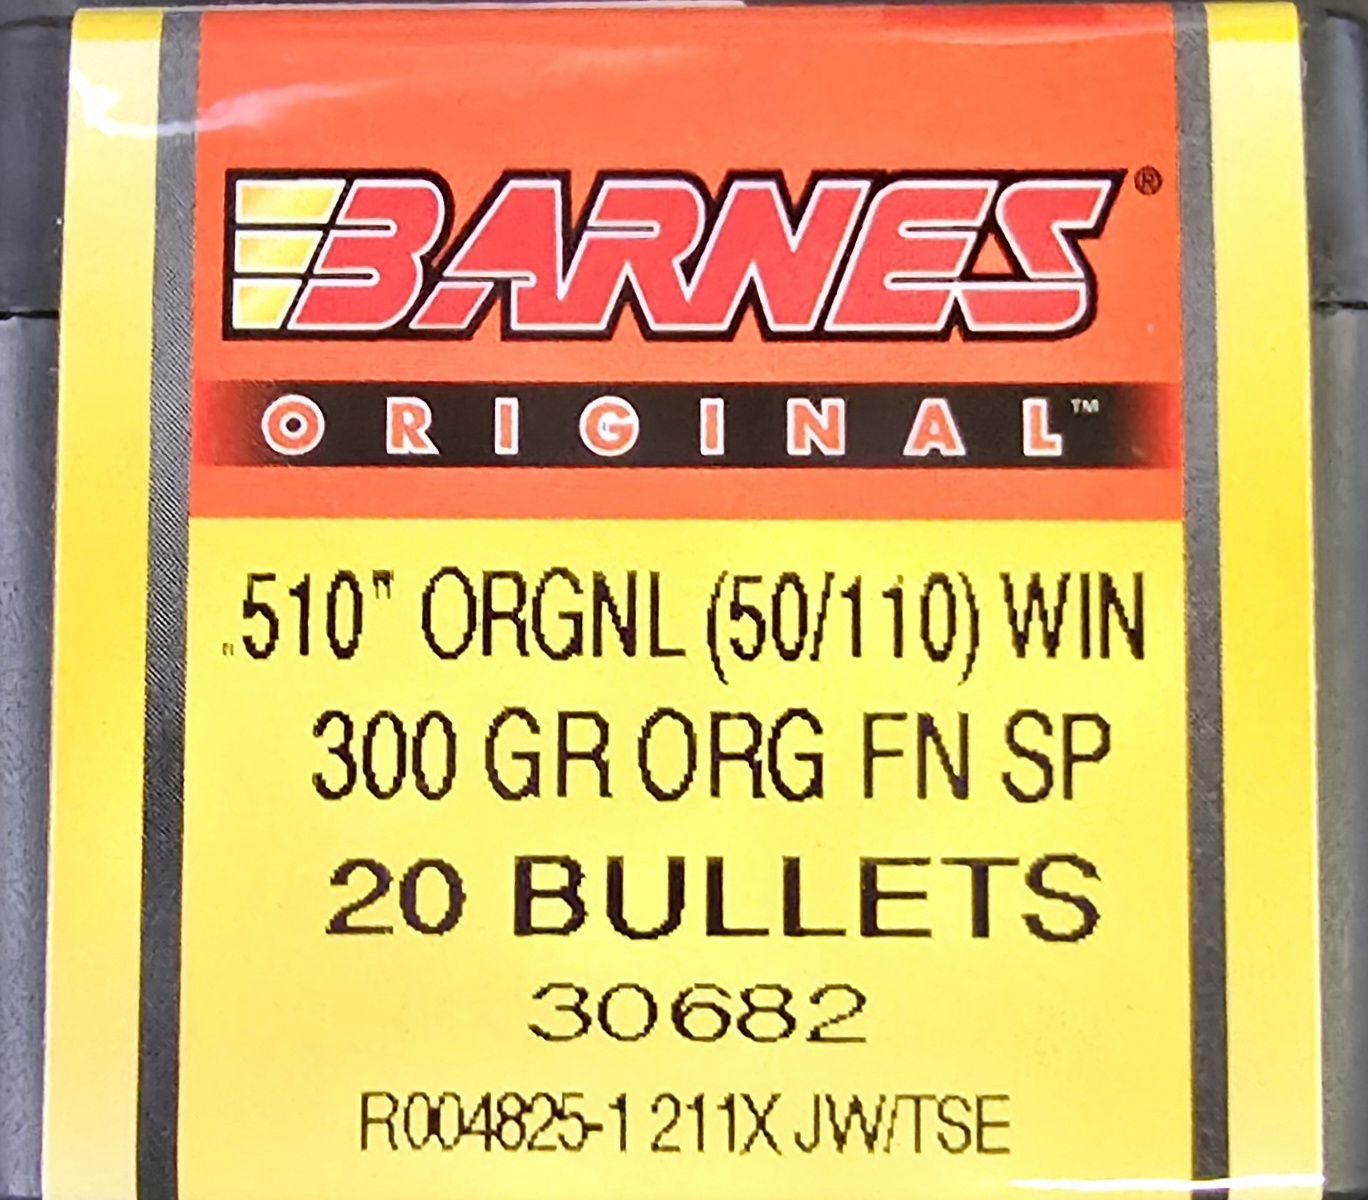 BARNES®
ORIGINAL™
.510" ORGNL (50/110) WIN
300 GR ORG FN SP
20 BULLETS
30682
R004825-1 211X JW/TSE